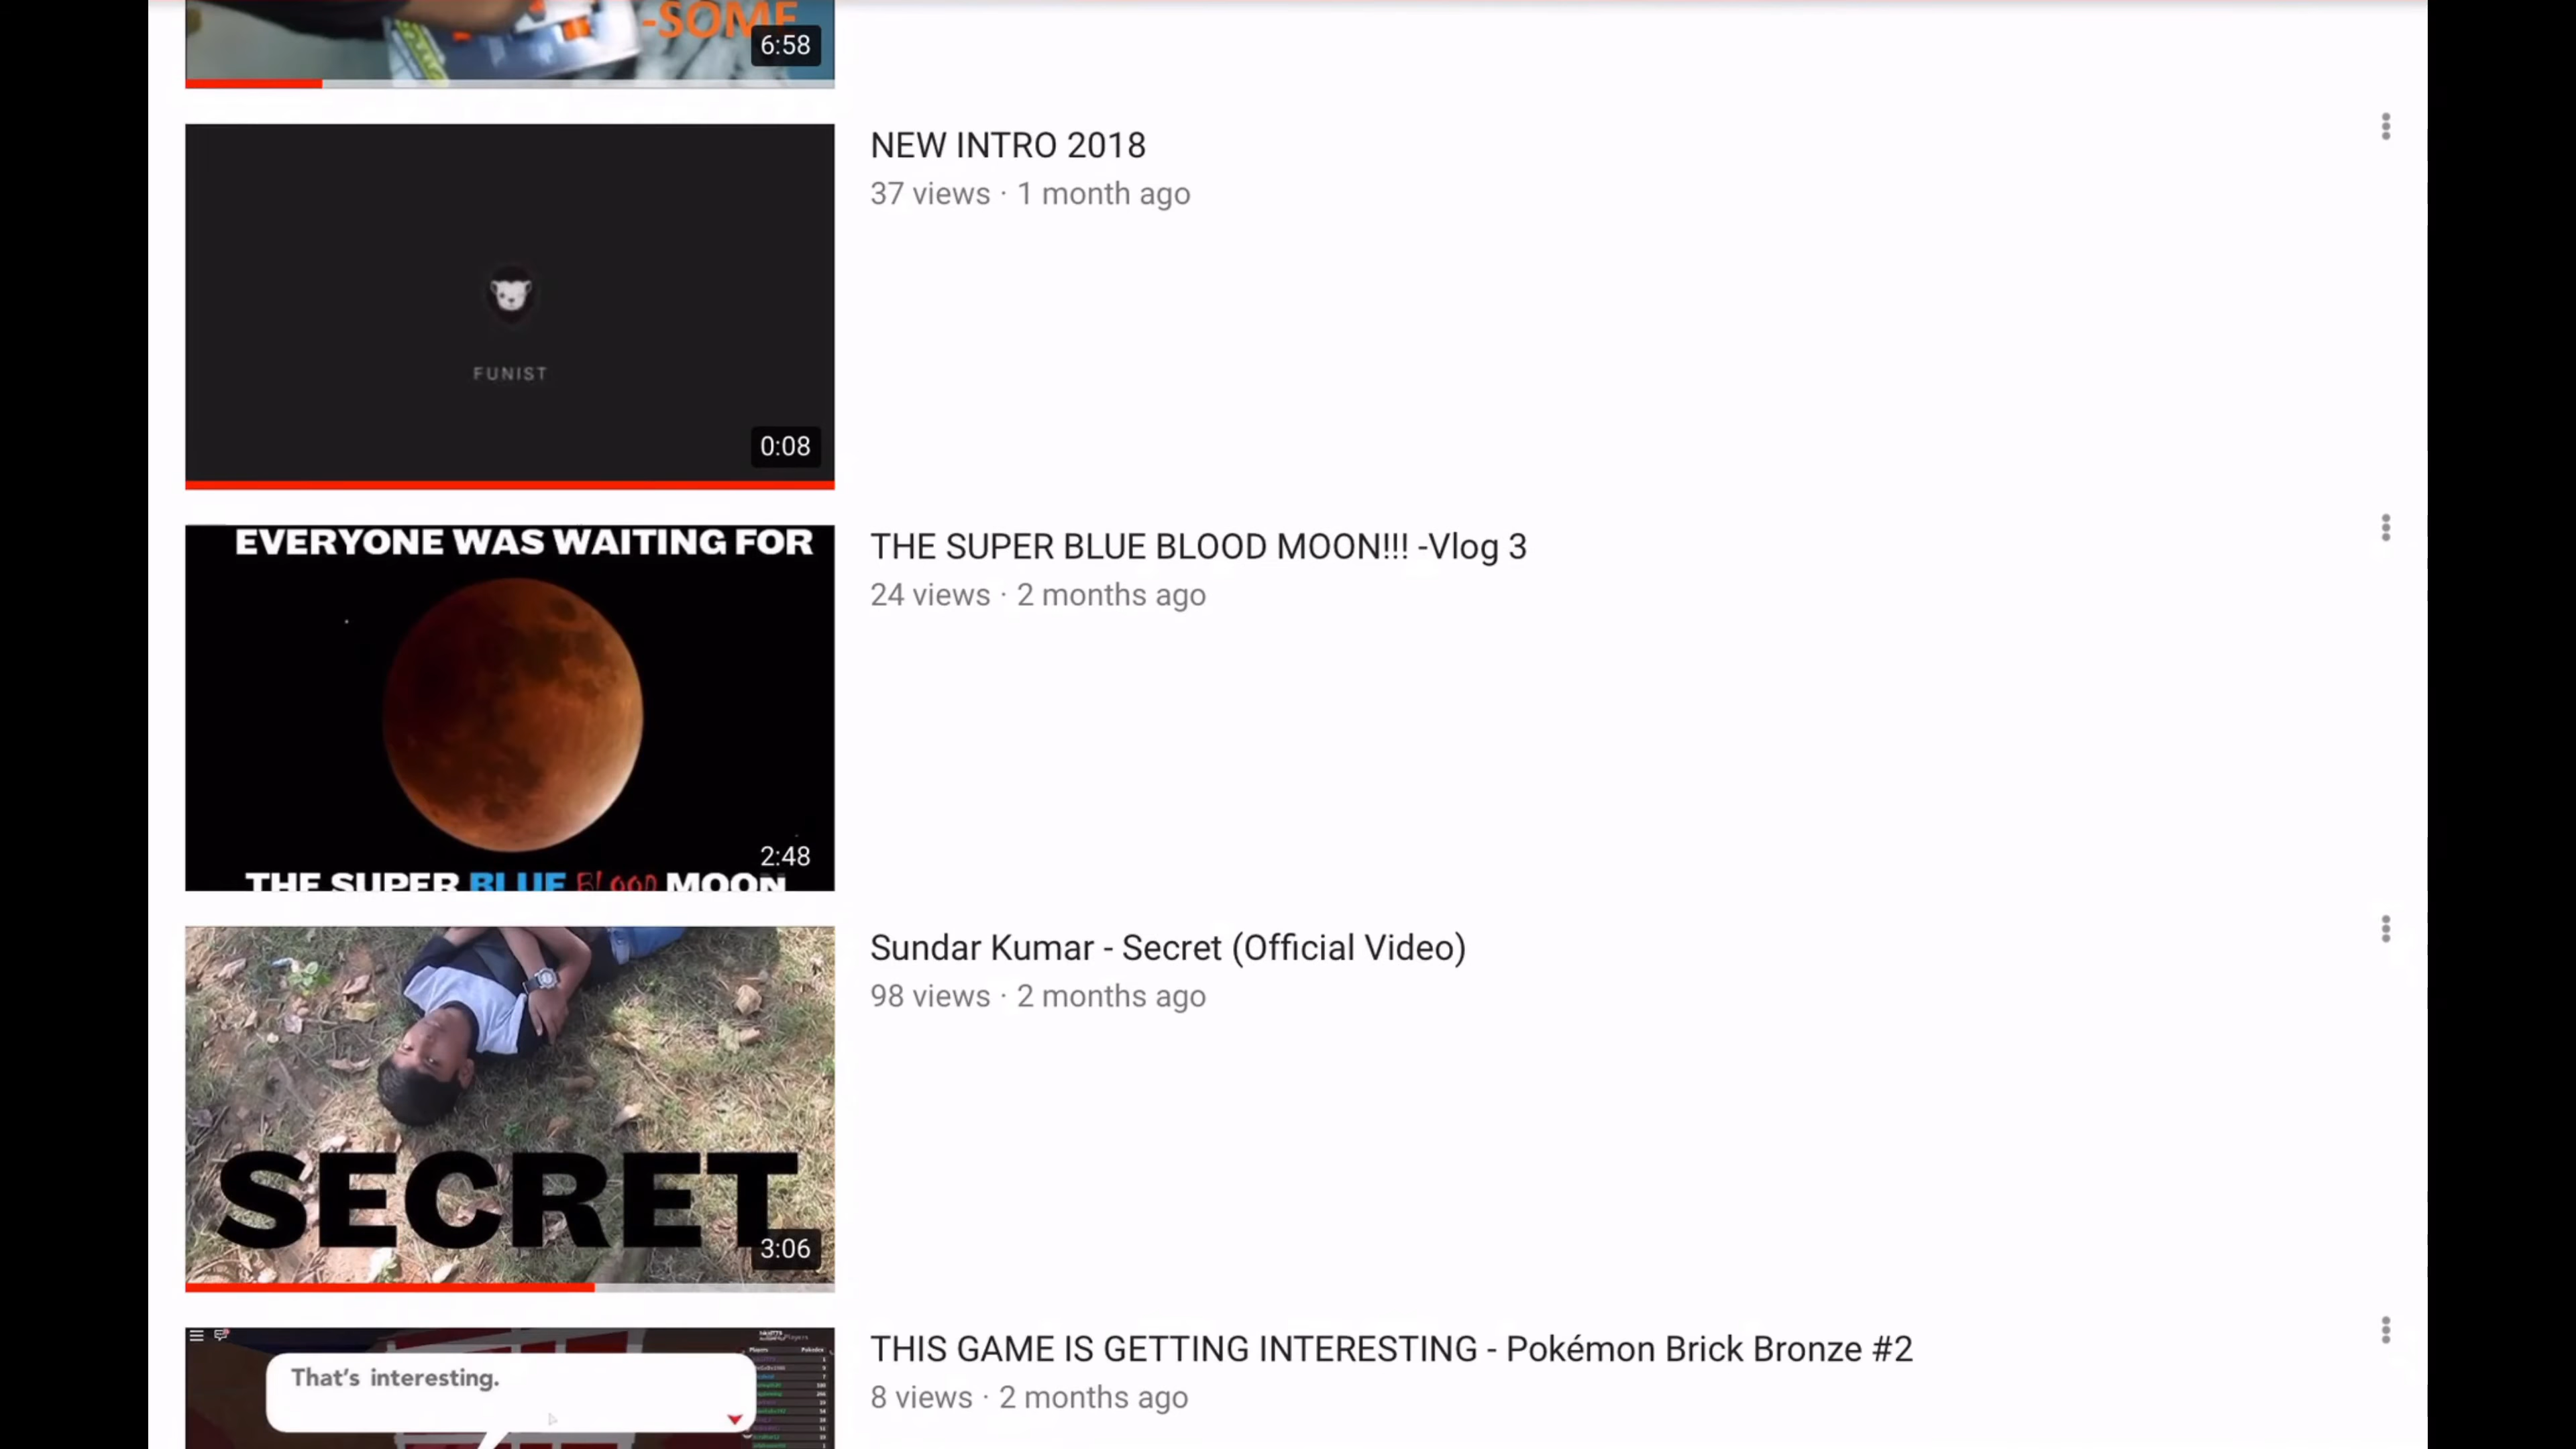 -SOME
6:58
NEW INTRO 2018
37 views · 1 month ago
FUNIST
0:08
EVERYONE WAS WAITING FOR
THE SUPER BLUE BLOOD MOON!!! -Vlog 3
24 views · 2 months ago
2:48
THE SUPER BLUE Blood MOON
Sundar Kumar - Secret (Official Video)
98 views · 2 months ago
SECRET
3:06
THIS GAME IS GETTING INTERESTING - Pokémon Brick Bronze #2
8 views · 2 months ago
That's interesting.
Players
Pokedex